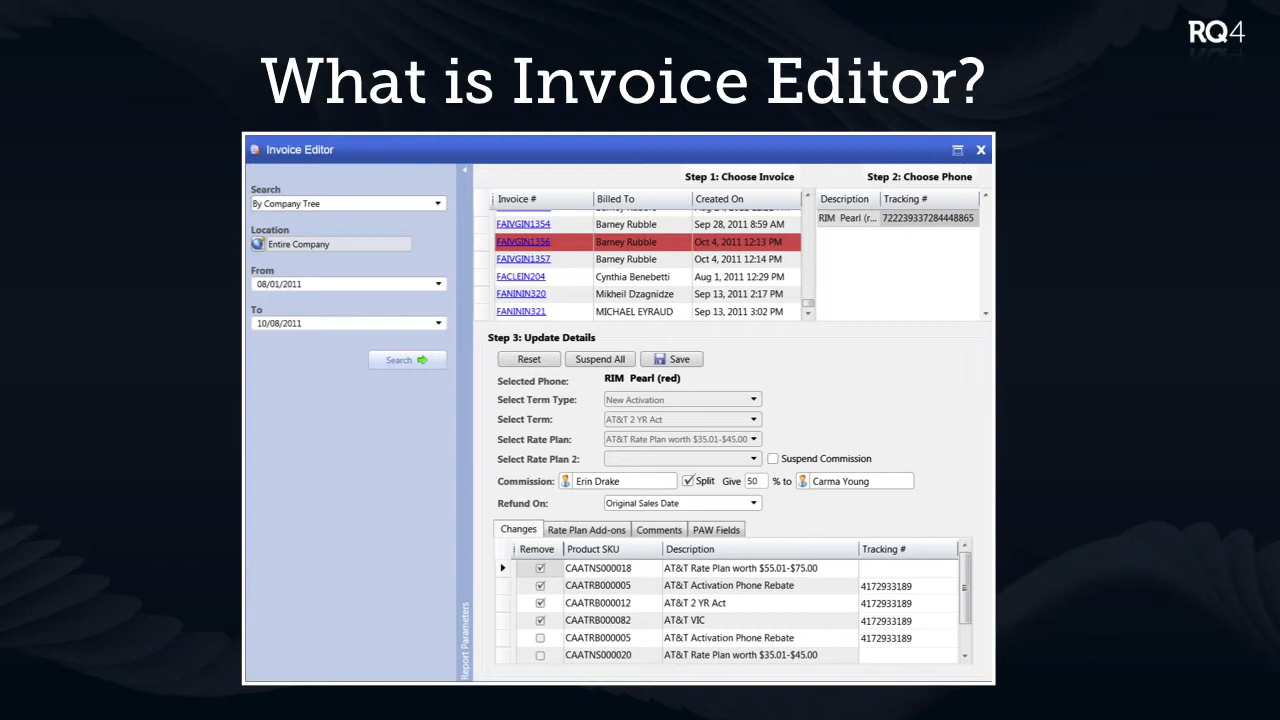 RQ4
What is Invoice Editor?
Invoice Editor
Search
By Company Tree
Location
Entire Company
From
08/01/2011
To
10/08/2011
Search
Report Parameters
Step 1: Choose Invoice
Invoice # Billed To Created On
FAIVGIN1354 Barney Rubble Sep 28, 2011 8:59 AM
FAIVGIN1356 Barney Rubble Oct 4, 2011 12:13 PM
FAIVGIN1357 Barney Rubble Oct 4, 2011 12:14 PM
FACLEIN204 Cynthia Benebetti Aug 1, 2011 12:29 PM
FANININ320 Mikheil Dzagnidze Sep 13, 2011 2:17 PM
FANININ321 MICHAEL EYRAUD Sep 13, 2011 3:02 PM
Step 2: Choose Phone
Description Tracking #
RIM Pearl (r... 722239337284448865
Step 3: Update Details
Reset Suspend All Save
Selected Phone: RIM Pearl (red)
Select Term Type: New Activation
Select Term: AT&T 2 YR Act
Select Rate Plan: AT&T Rate Plan worth $35.01-$45.00
Select Rate Plan 2: Suspend Commission
Commission: Erin Drake Split Give 50 % to Carma Young
Refund On: Original Sales Date
Changes Rate Plan Add-ons Comments PAW Fields
Remove Product SKU Description Tracking #
CAATNS000018 AT&T Rate Plan worth $55.01-$75.00
CAATRB000005 AT&T Activation Phone Rebate 4172933189
CAATRB000012 AT&T 2 YR Act 4172933189
CAATRB000082 AT&T VIC 4172933189
CAATRB000005 AT&T Activation Phone Rebate 4172933189
CAATNS000020 AT&T Rate Plan worth $35.01-$45.00